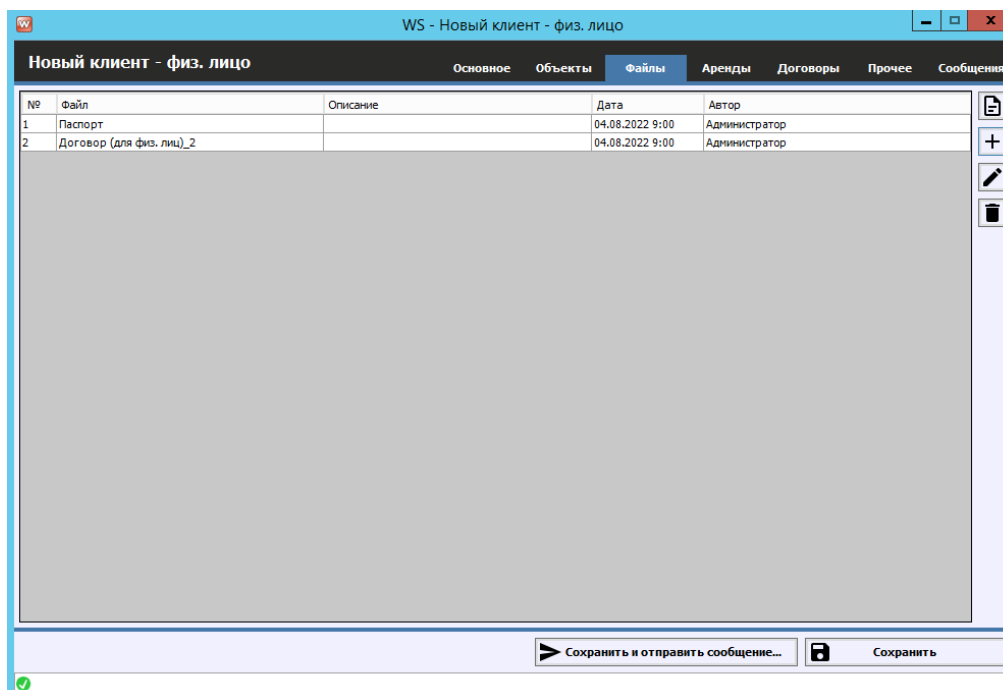 WS - Новый клиент - физ. лицо
Новый клиент - физ. лицо Основное Объекты Файлы Аренды Договоры Прочее Сообщения
№ Файл Описание Дата Автор
1 Паспорт 04.08.2022 9:00 Администратор
2 Договор (для физ. лиц)_2 04.08.2022 9:00 Администратор
Сохранить и отправить сообщение... Сохранить